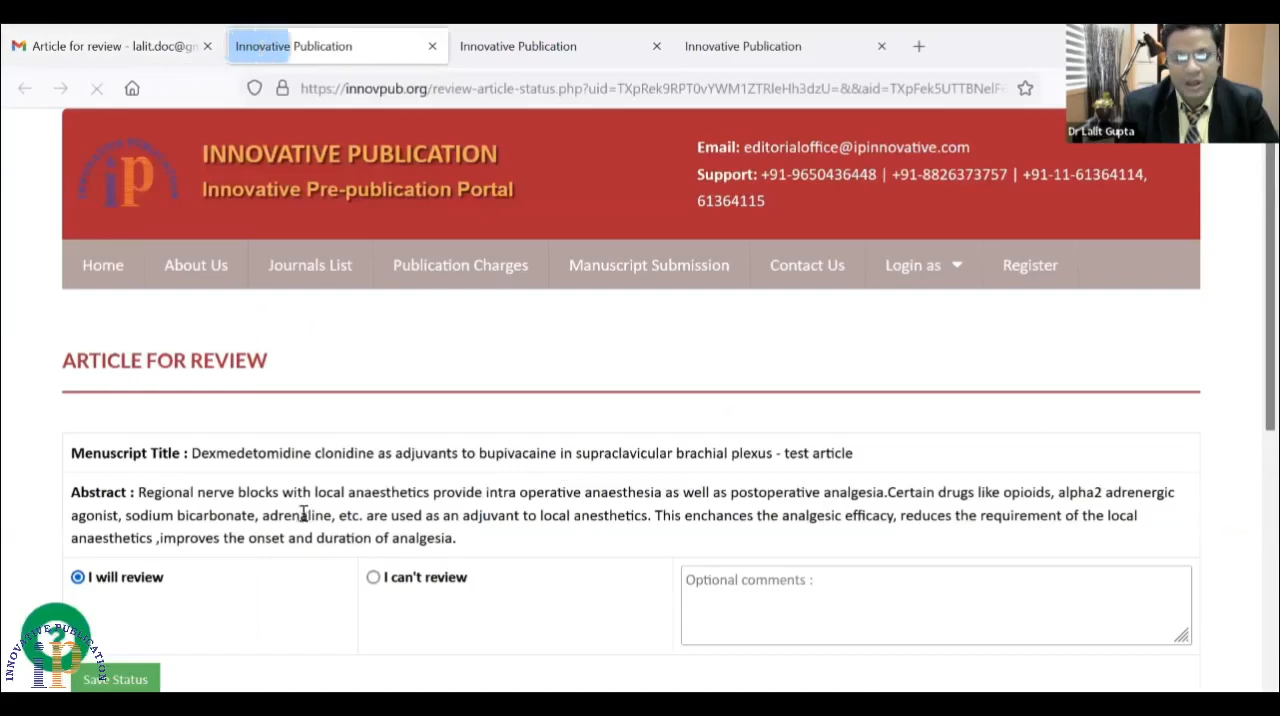 Article for review - lalit.doc@g
Innovative Publication
Innovative Publication
Innovative Publication
https://innovpub.org/review-article-status.php?uid=TXpRek9RPT0vYWM1ZTRIeHh3dzU=&&aid=TXpFek5UTTBNelF
Dr Lalit Gupta
ip
INNOVATIVE PUBLICATION
Innovative Pre-publication Portal
Email: editorialoffice@ipinnovative.com
Support: +91-9650436448 | +91-8826373757 | +91-11-61364114,
61364115
Home About Us Journals List Publication Charges Manuscript Submission Contact Us Login as Register
ARTICLE FOR REVIEW
Menuscript Title : Dexmedetomidine clonidine as adjuvants to bupivacaine in supraclavicular brachial plexus - test article
Abstract : Regional nerve blocks with local anaesthetics provide intra operative anaesthesia as well as postoperative analgesia.Certain drugs like opioids, alpha2 adrenergic
agonist, sodium bicarbonate, adrenaline, etc. are used as an adjuvant to local anesthetics. This enchances the analgesic efficacy, reduces the requirement of the local
anaesthetics ,improves the onset and duration of analgesia.
I will review I can't review Optional comments :
INNOVATIVE PUBLICATION
ip
Save Status